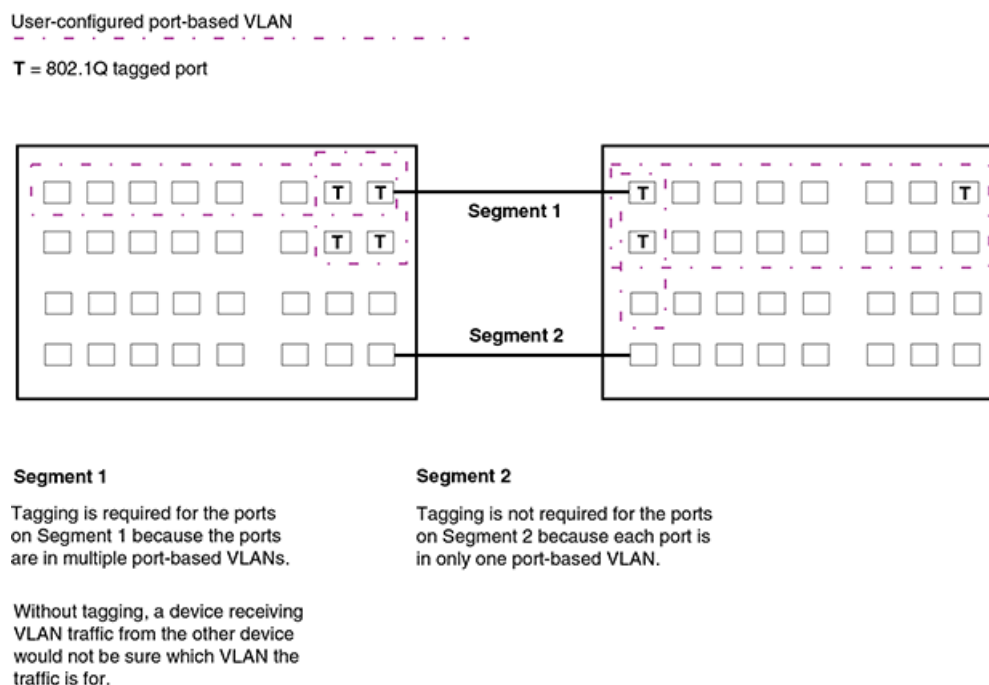 User-configured port-based VLAN
T = 802.1Q tagged port
T T T T
Segment 1
T T T
Segment 2
Segment 1
Tagging is required for the ports
on Segment 1 because the ports
are in multiple port-based VLANs.
Without tagging, a device receiving
VLAN traffic from the other device
would not be sure which VLAN the
traffic is for.
Segment 2
Tagging is not required for the ports
on Segment 2 because each port is
in only one port-based VLAN.